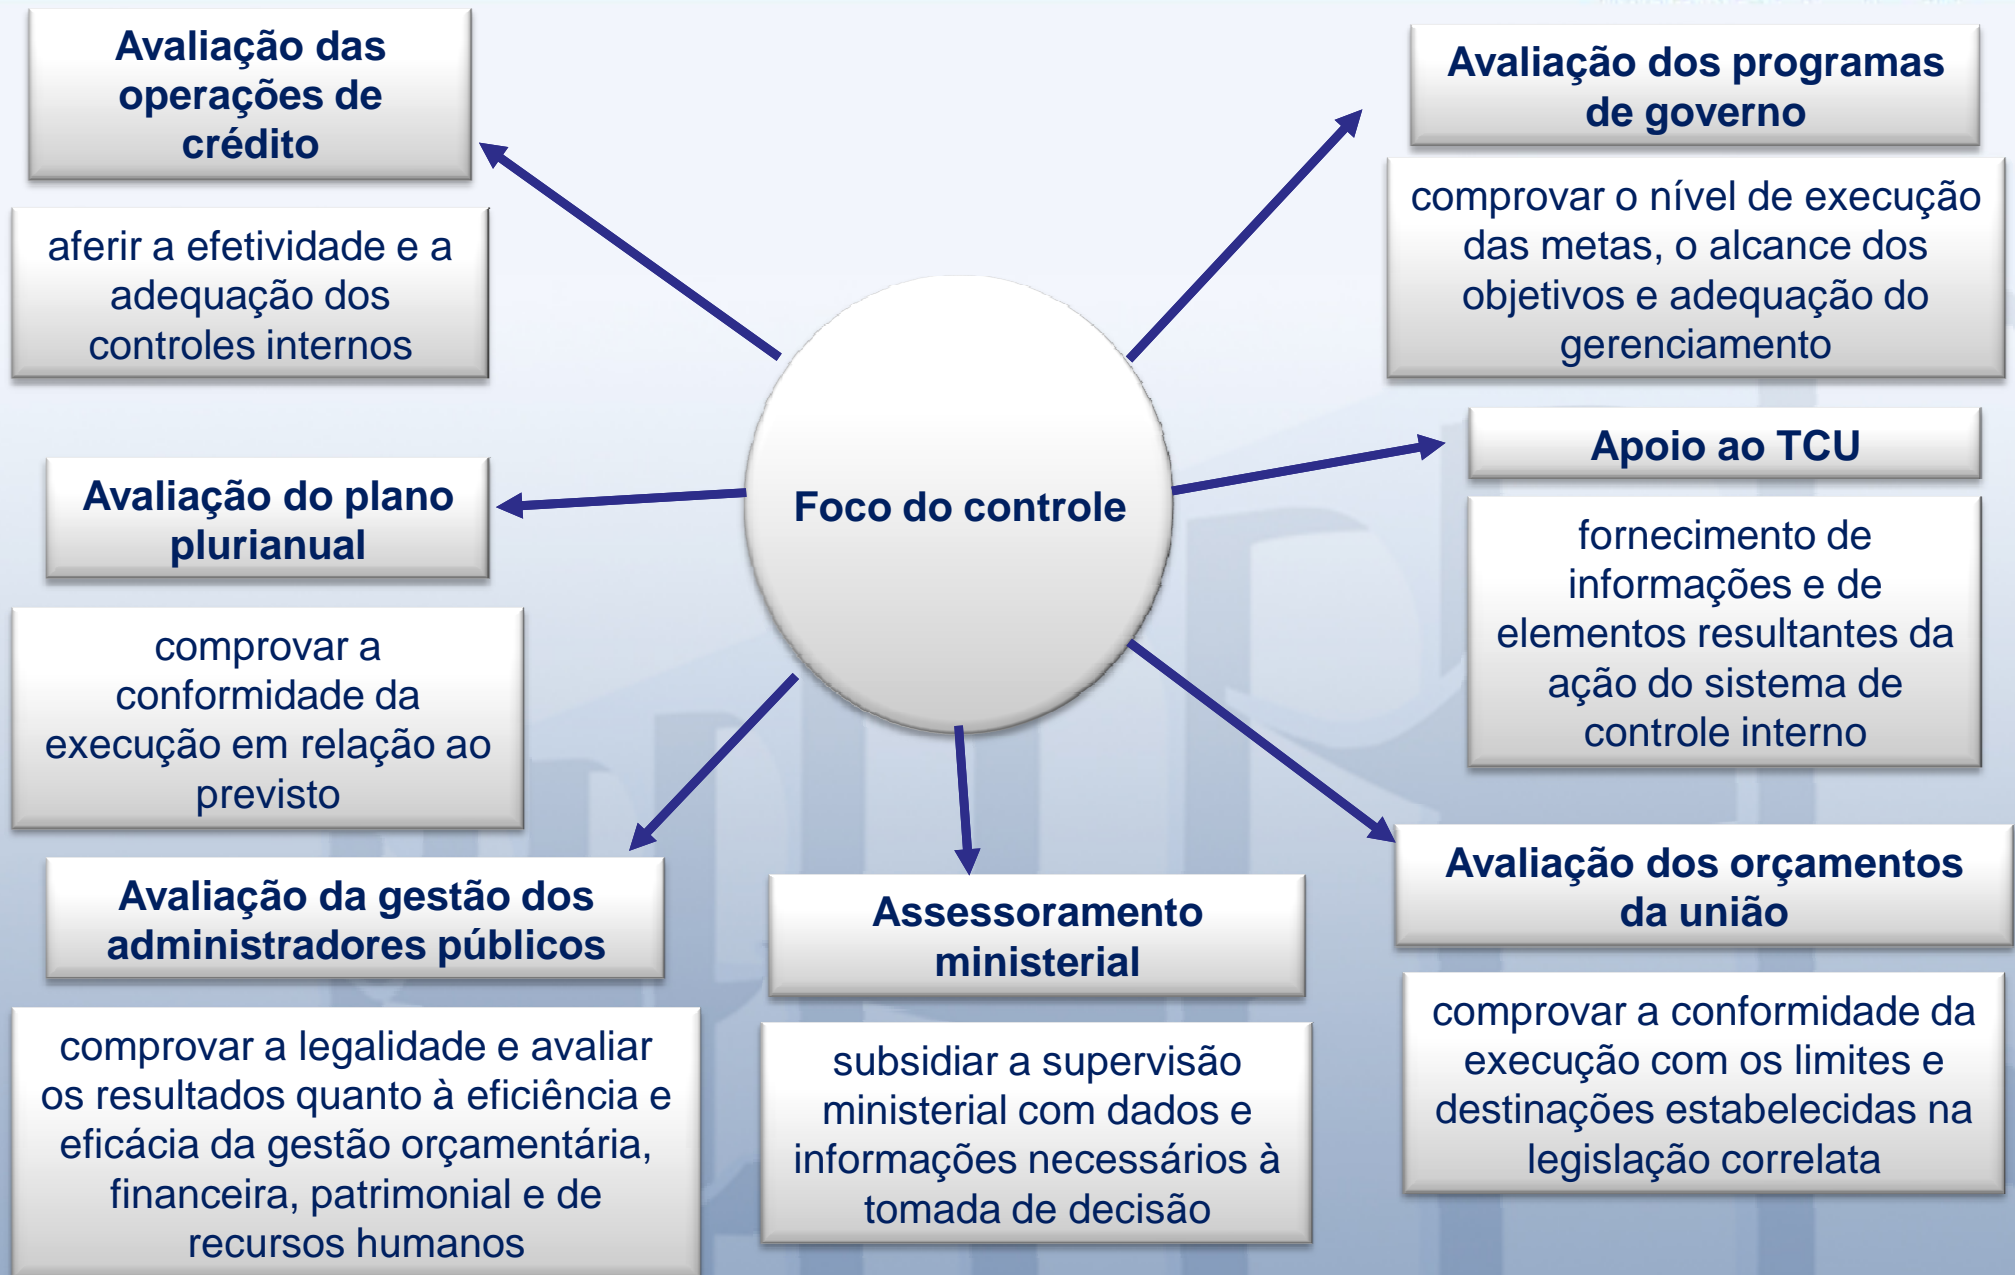 Avaliação das
operações de
crédito
aferir a efetividade e a
adequação dos
controles internos
Avaliação do plano
plurianual
comprovar a
conformidade da
execução em relação ao
previsto
Avaliação da gestão dos
administradores públicos
comprovar a legalidade e avaliar
os resultados quanto à eficiência e
eficácia da gestão orçamentária,
financeira, patrimonial e de
recursos humanos
Foco do controle
Assessoramento
ministerial
subsidiar a supervisão
ministerial com dados e
informações necessários à
tomada de decisão
Avaliação dos programas
de governo
comprovar o nível de execução
das metas, o alcance dos
objetivos e adequação do
gerenciamento
Apoio ao TCU
fornecimento de
informações e de
elementos resultantes da
ação do sistema de
controle interno
Avaliação dos orçamentos
da união
comprovar a conformidade da
execução com os limites e
destinações estabelecidas na
legislação correlata